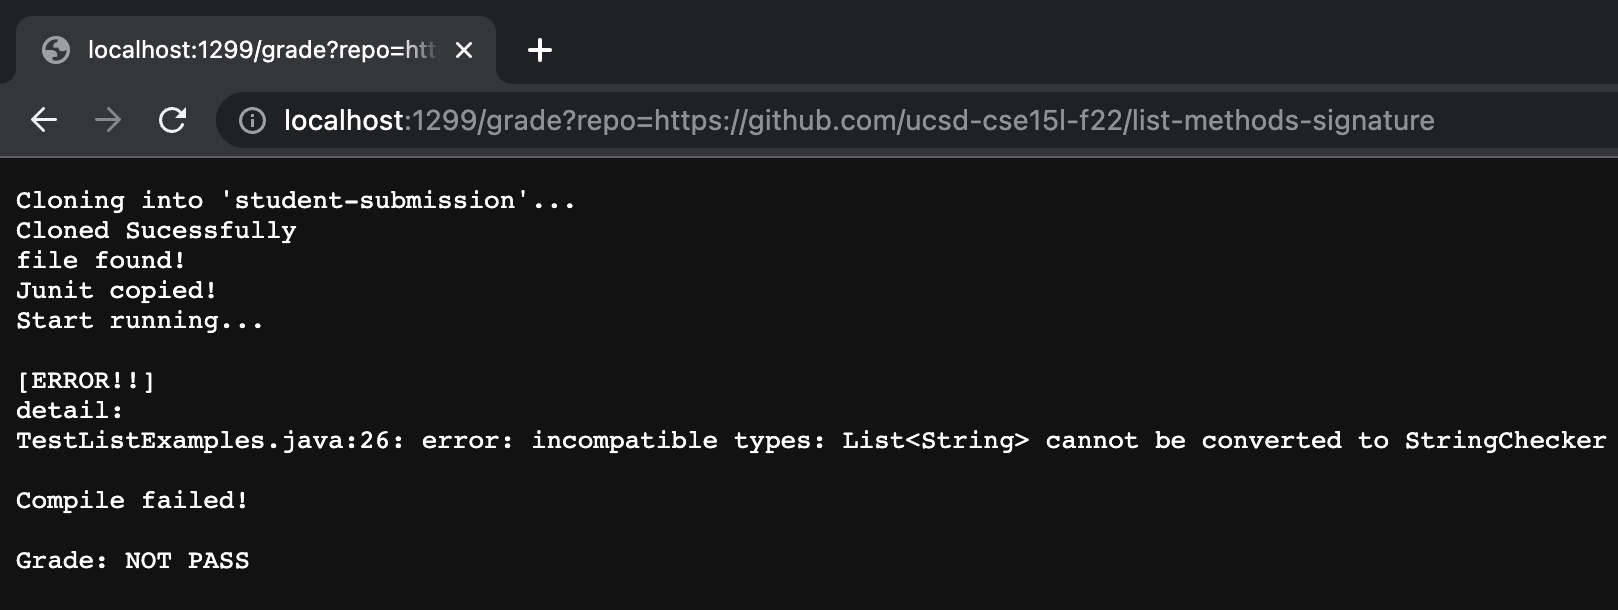 localhost:1299/grade?repo=htt
localhost:1299/grade?repo=https://github.com/ucsd-cse15l-f22/list-methods-signature
Cloning into 'student-submission'...
Cloned Sucessfully
file found!
Junit copied!
Start running...
[ERROR!!]
detail:
TestListExamples.java:26: error: incompatible types: List<String> cannot be converted to StringChecker
Compile failed!
Grade: NOT PASS